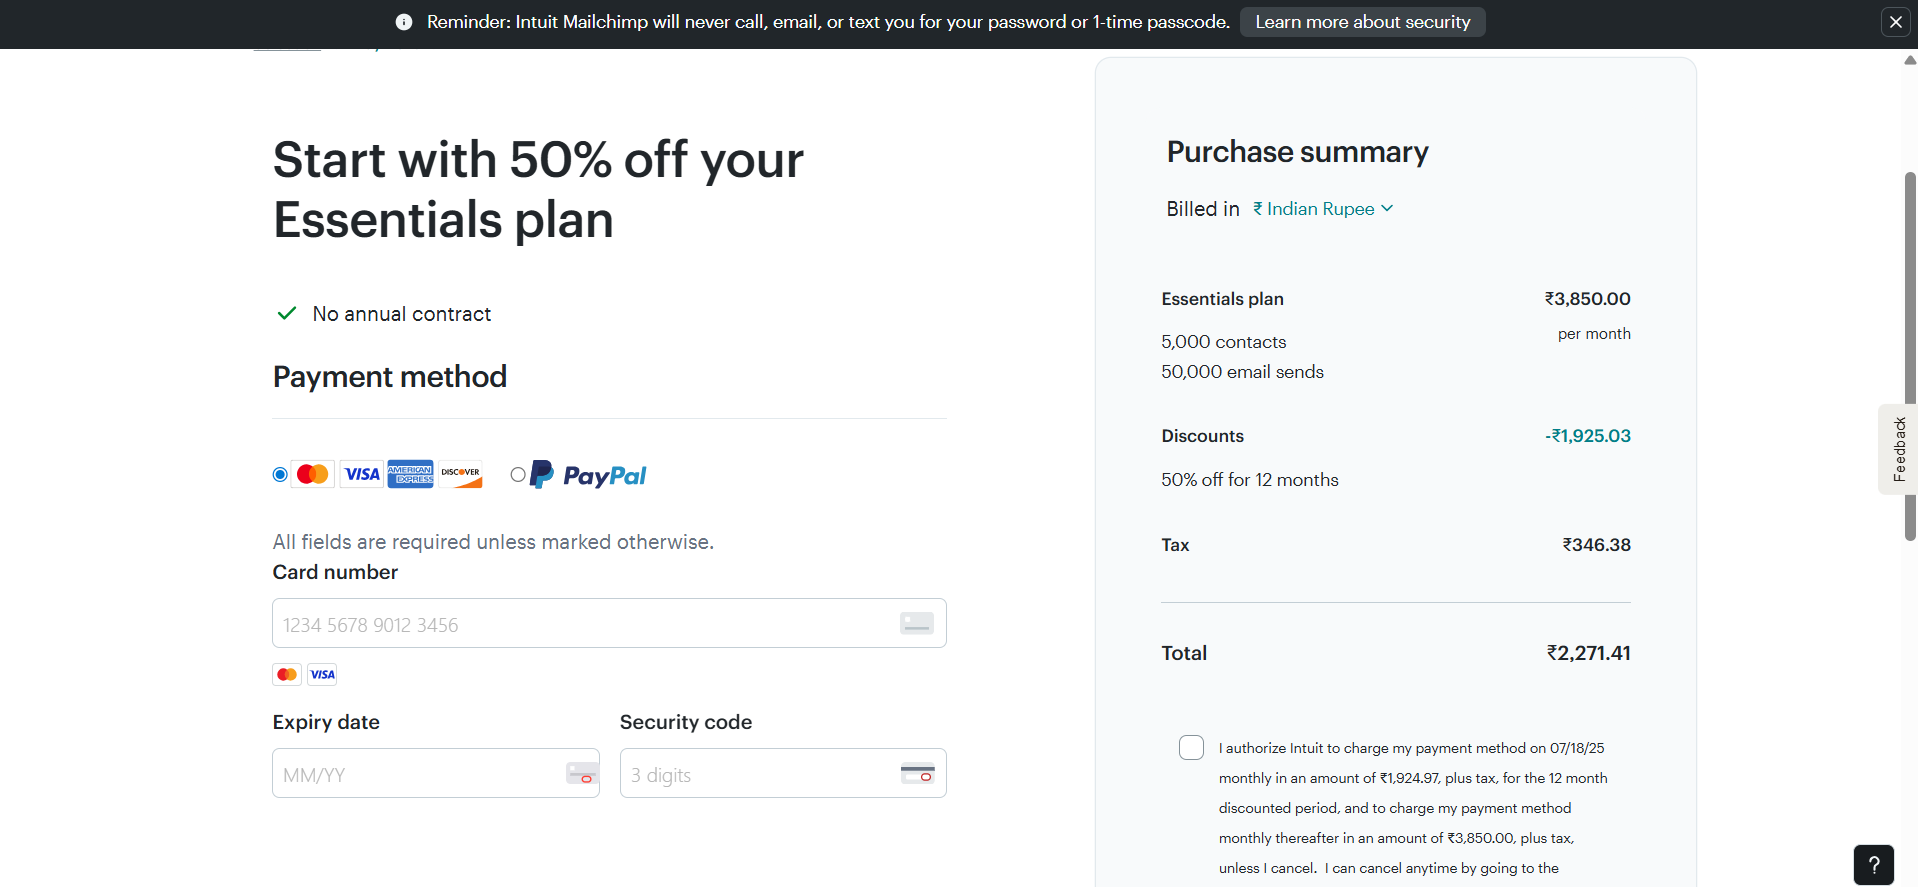 Reminder: Intuit Mailchimp will never call, email, or text you for your password or 1-time passcode. Learn more about security
Start with 50% off your
Essentials plan
No annual contract
Payment method
VISA AMERICAN EXPRESS DISCOVER PayPal
All fields are required unless marked otherwise.
Card number
1234 5678 9012 3456
VISA
Expiry date Security code
MM/YY 3 digits
Purchase summary
Billed in ₹ Indian Rupee
Essentials plan ₹3,850.00
per month
5,000 contacts
50,000 email sends
Discounts -₹1,925.03
50% off for 12 months
Tax ₹346.38
Total ₹2,271.41
I authorize Intuit to charge my payment method on 07/18/25
monthly in an amount of ₹1,924.97, plus tax, for the 12 month
discounted period, and to charge my payment method
monthly thereafter in an amount of ₹3,850.00, plus tax,
unless I cancel. I can cancel anytime by going to the
Feedback
?